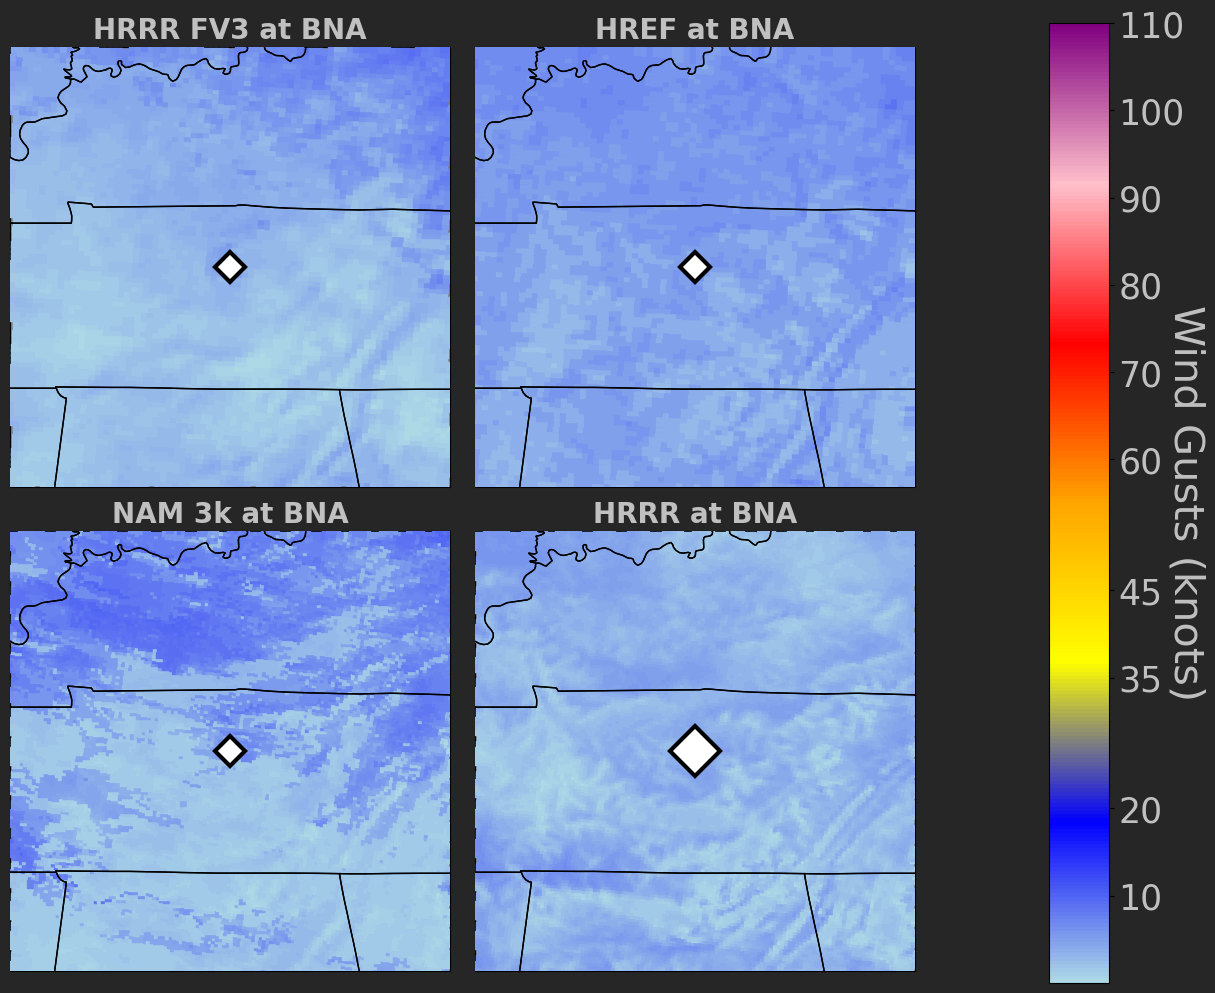 HRRR FV3 at BNA
HREF at BNA
NAM 3k at BNA
HRRR at BNA
110
100
90
80
70
60
45
35
20
10
Wind Gusts (knots)